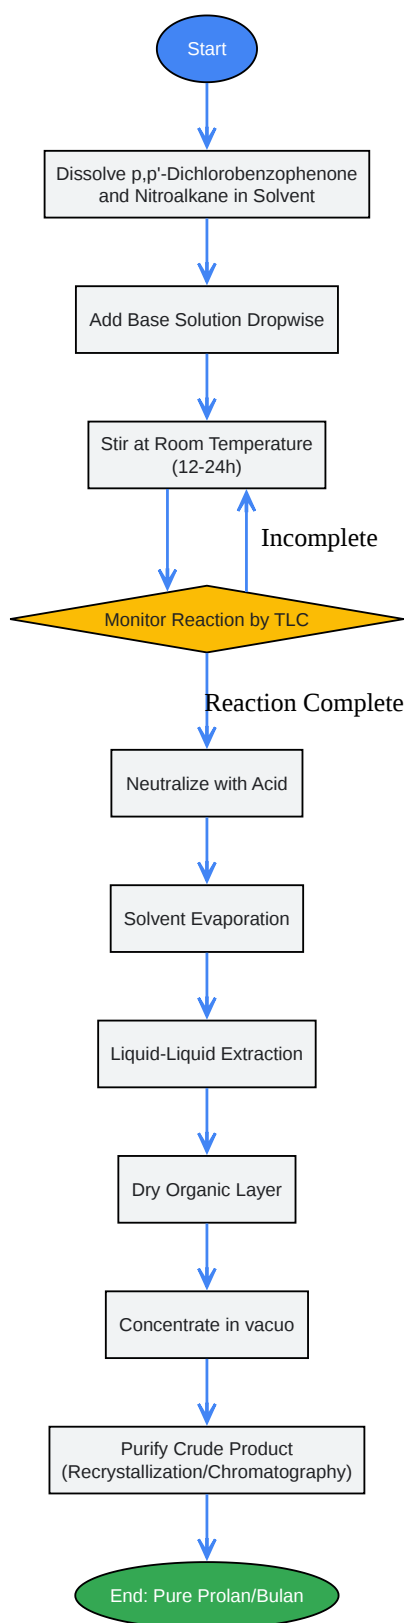 Start
Dissolve p,p'-Dichlorobenzophenone
and Nitroalkane in Solvent
Add Base Solution Dropwise
Stir at Room Temperature
(12-24h)
Incomplete
Monitor Reaction by TLC
Reaction Complete
Neutralize with Acid
Solvent Evaporation
Liquid-Liquid Extraction
Dry Organic Layer
Concentrate in vacuo
Purify Crude Product
(Recrystallization/Chromatography)
End: Pure Prolan/Bulan